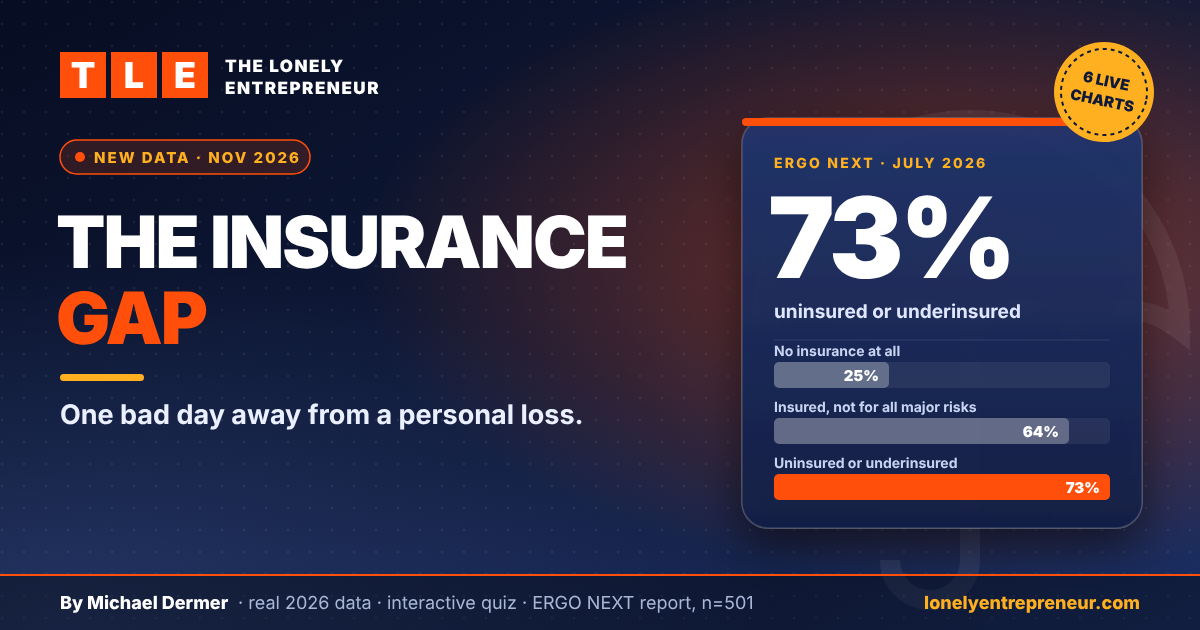 TLE
THE LONELY
ENTREPRENEUR
6 LIVE
CHARTS
NEW DATA · NOV 2026
THE INSURANCE
GAP
One bad day away from a personal loss.
ERGO NEXT · JULY 2026
73%
uninsured or underinsured
No insurance at all
25%
Insured, not for all major risks
64%
Uninsured or underinsured
73%
By Michael Dermer · real 2026 data · interactive quiz · ERGO NEXT report, n=501
lonelyentrepreneur.com